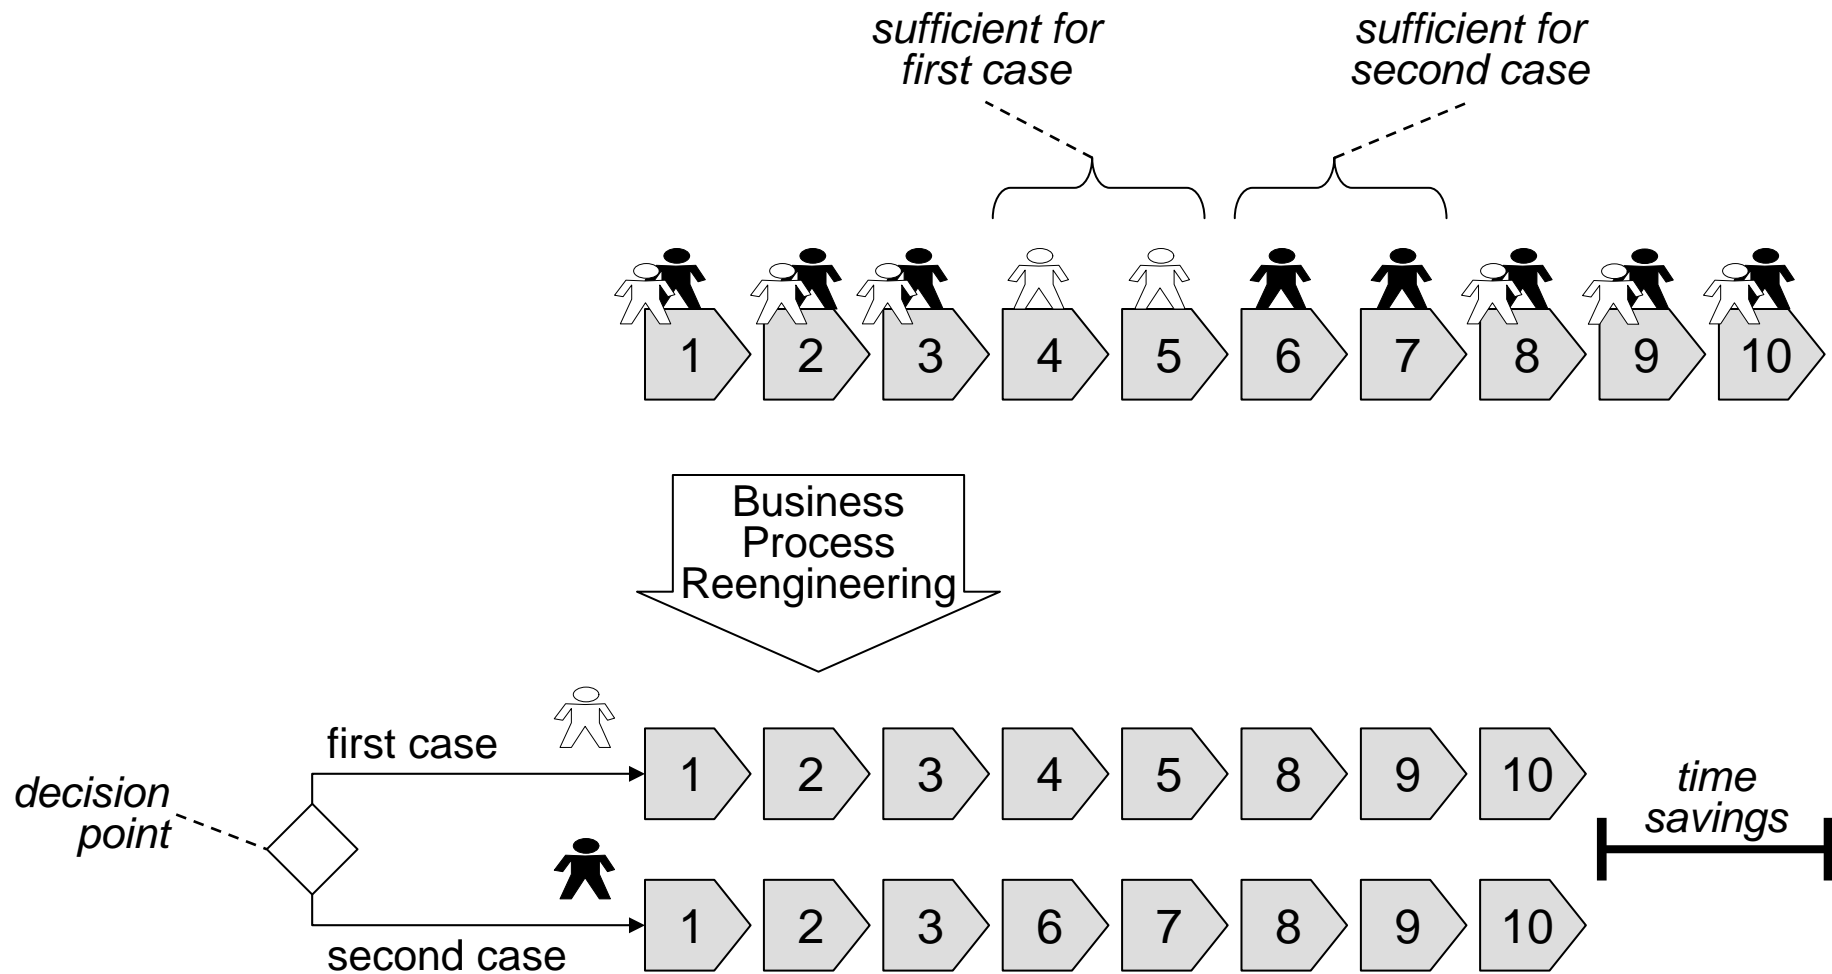 sufficient for
first case
sufficient for
second case
1 2 3 4 5 6 7 8 9 10
Business
Process
Reengineering
first case
1 2 3 4 5 8 9 10
decision
point
time
savings
1 2 3 6 7 8 9 10
second case